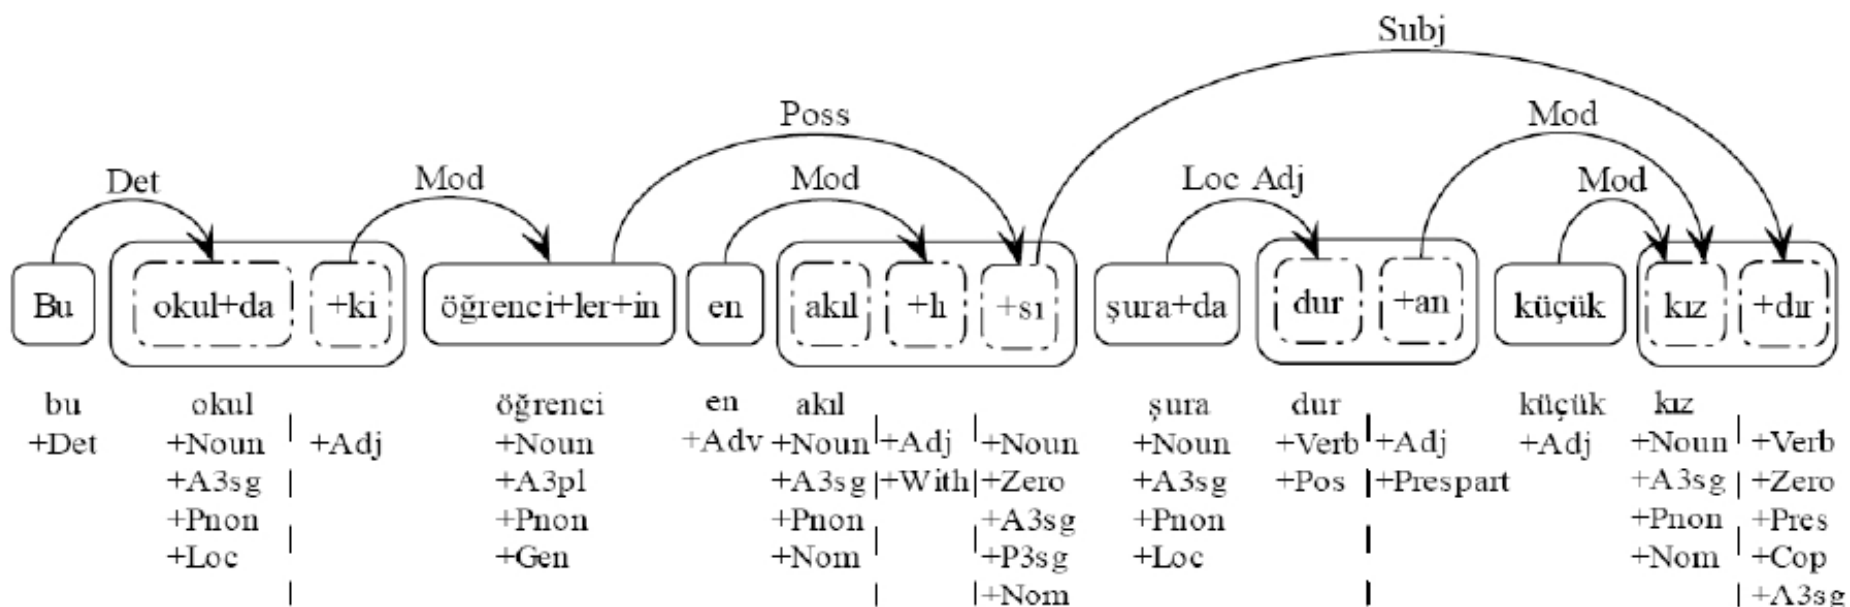 Subj
Poss Mod
Det Mod Mod Loc Adj Mod
Bu okul+da +ki öğrenci+ler+in en akıl +lı +sı şura+da dur +an küçük kız +dır
bu okul öğrenci en akıl şura dur küçük kız
+Det +Noun +Adj +Noun +Adv +Noun +Adj +Noun +Noun +Verb +Adj +Adj +Noun +Verb
+A3sg +A3pl +A3sg +With +Zero +A3sg +Pos +Prespart +A3sg +Zero
+Pnon +Pnon +Pnon +A3sg +Pnon +Pnon +Pres
+Loc +Gen +Nom +P3sg +Loc +Nom +Cop
+Nom +A3sg